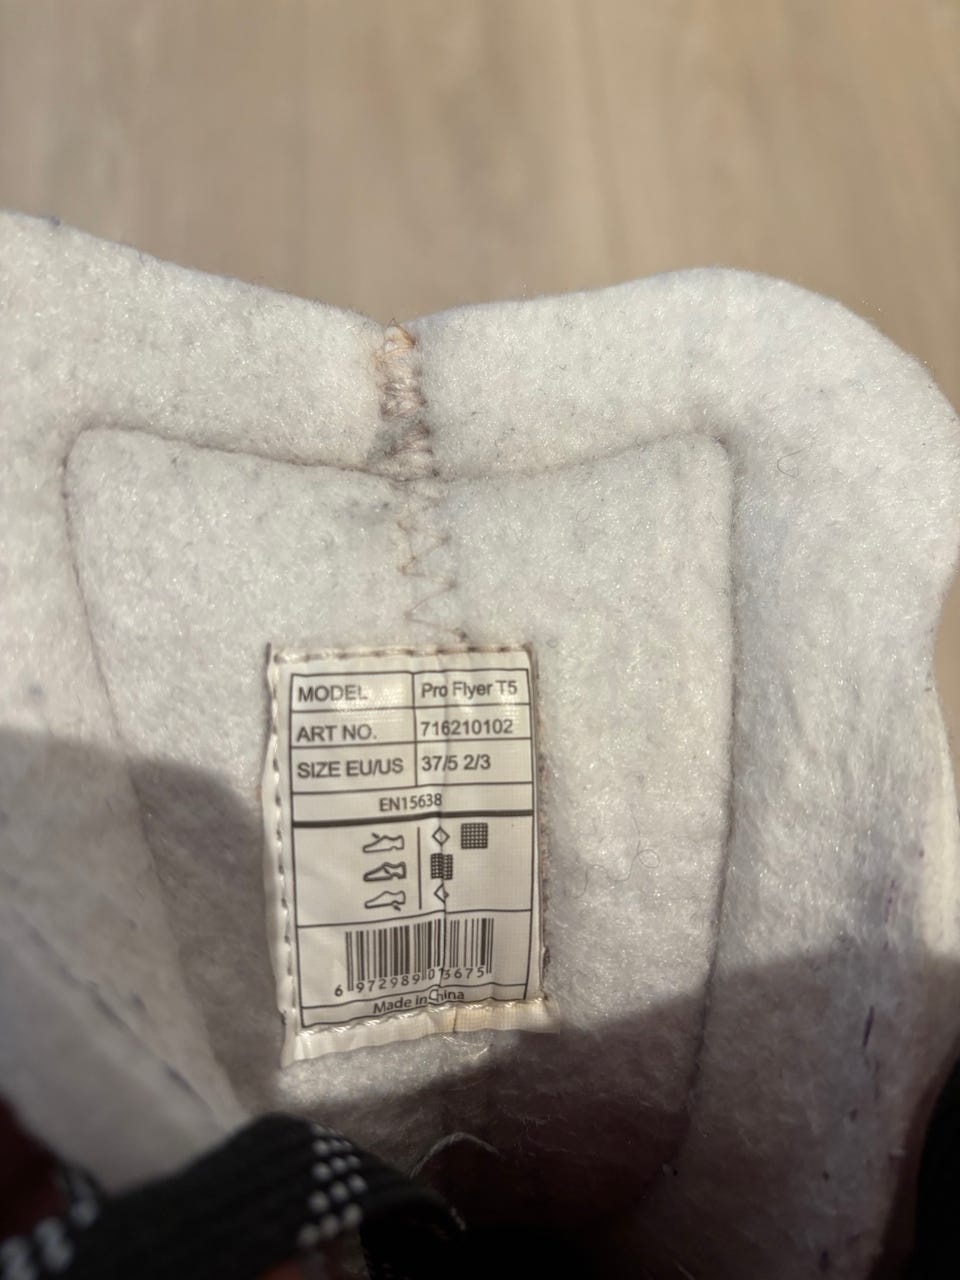 MODEL Pro Flyer T5
ART NO. 716210102
SIZE EU/US 37/5 2/3
EN15638
6 972989 073675
Made in China